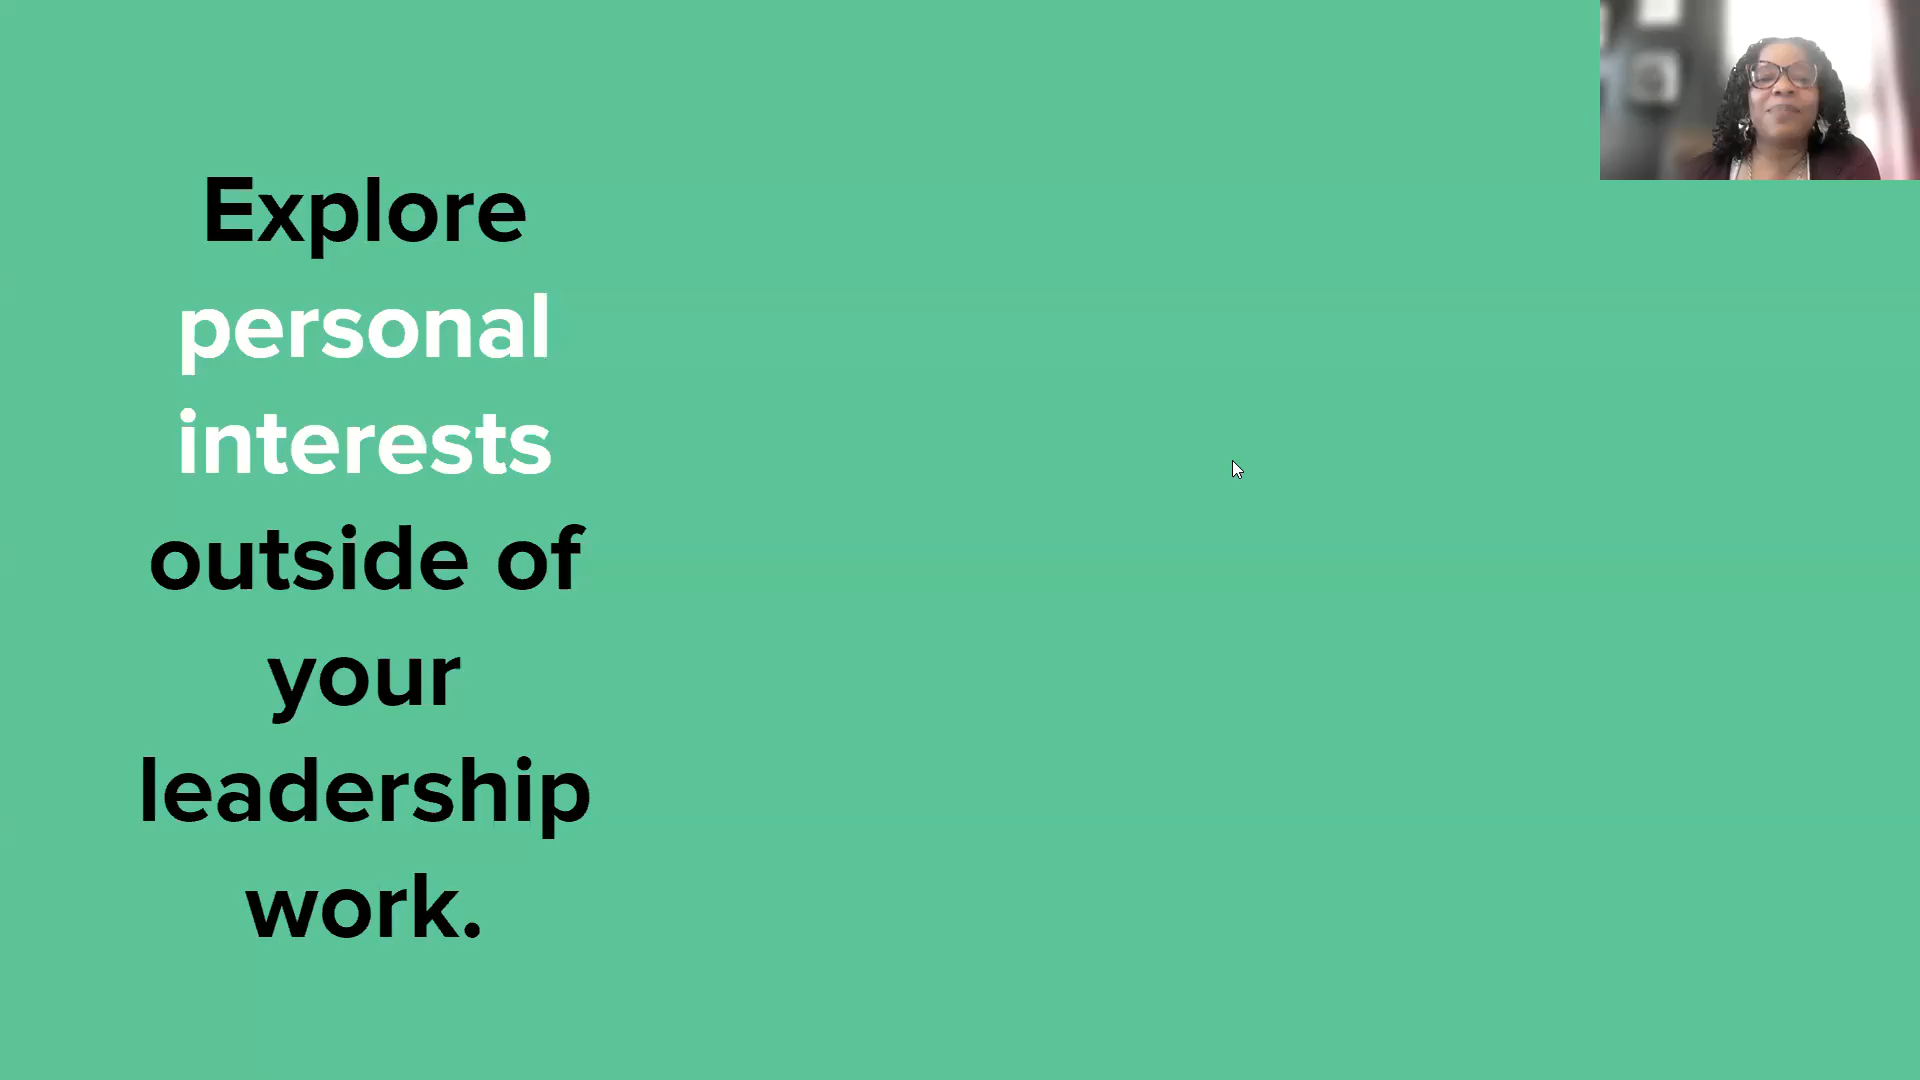 Explore
personal
interests
outside of
your
leadership
work.